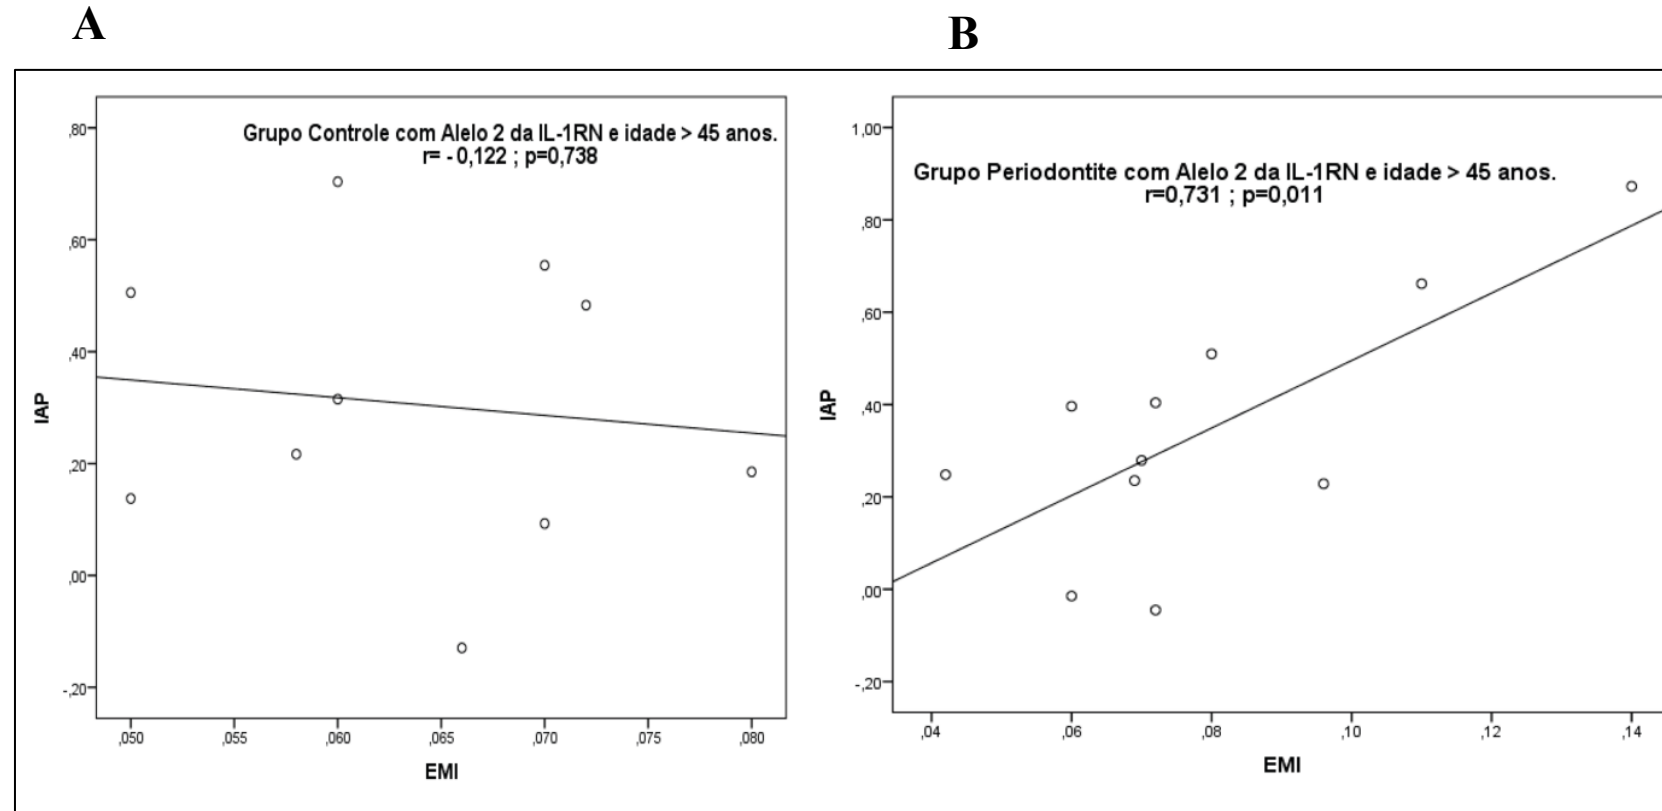 A
B
Grupo Controle com Alelo 2 da IL-1RN e idade > 45 anos.
r= - 0,122 ; p=0,738
,80
,60
,40
,20
,00
-,20
IAP
,050
,055
,060
,065
,070
,075
,080
EMI
Grupo Periodontite com Alelo 2 da IL-1RN e idade > 45 anos.
r=0,731 ; p=0,011
1,00
,80
,60
,40
,20
,00
-,20
IAP
,04
,06
,08
,10
,12
,14
EMI